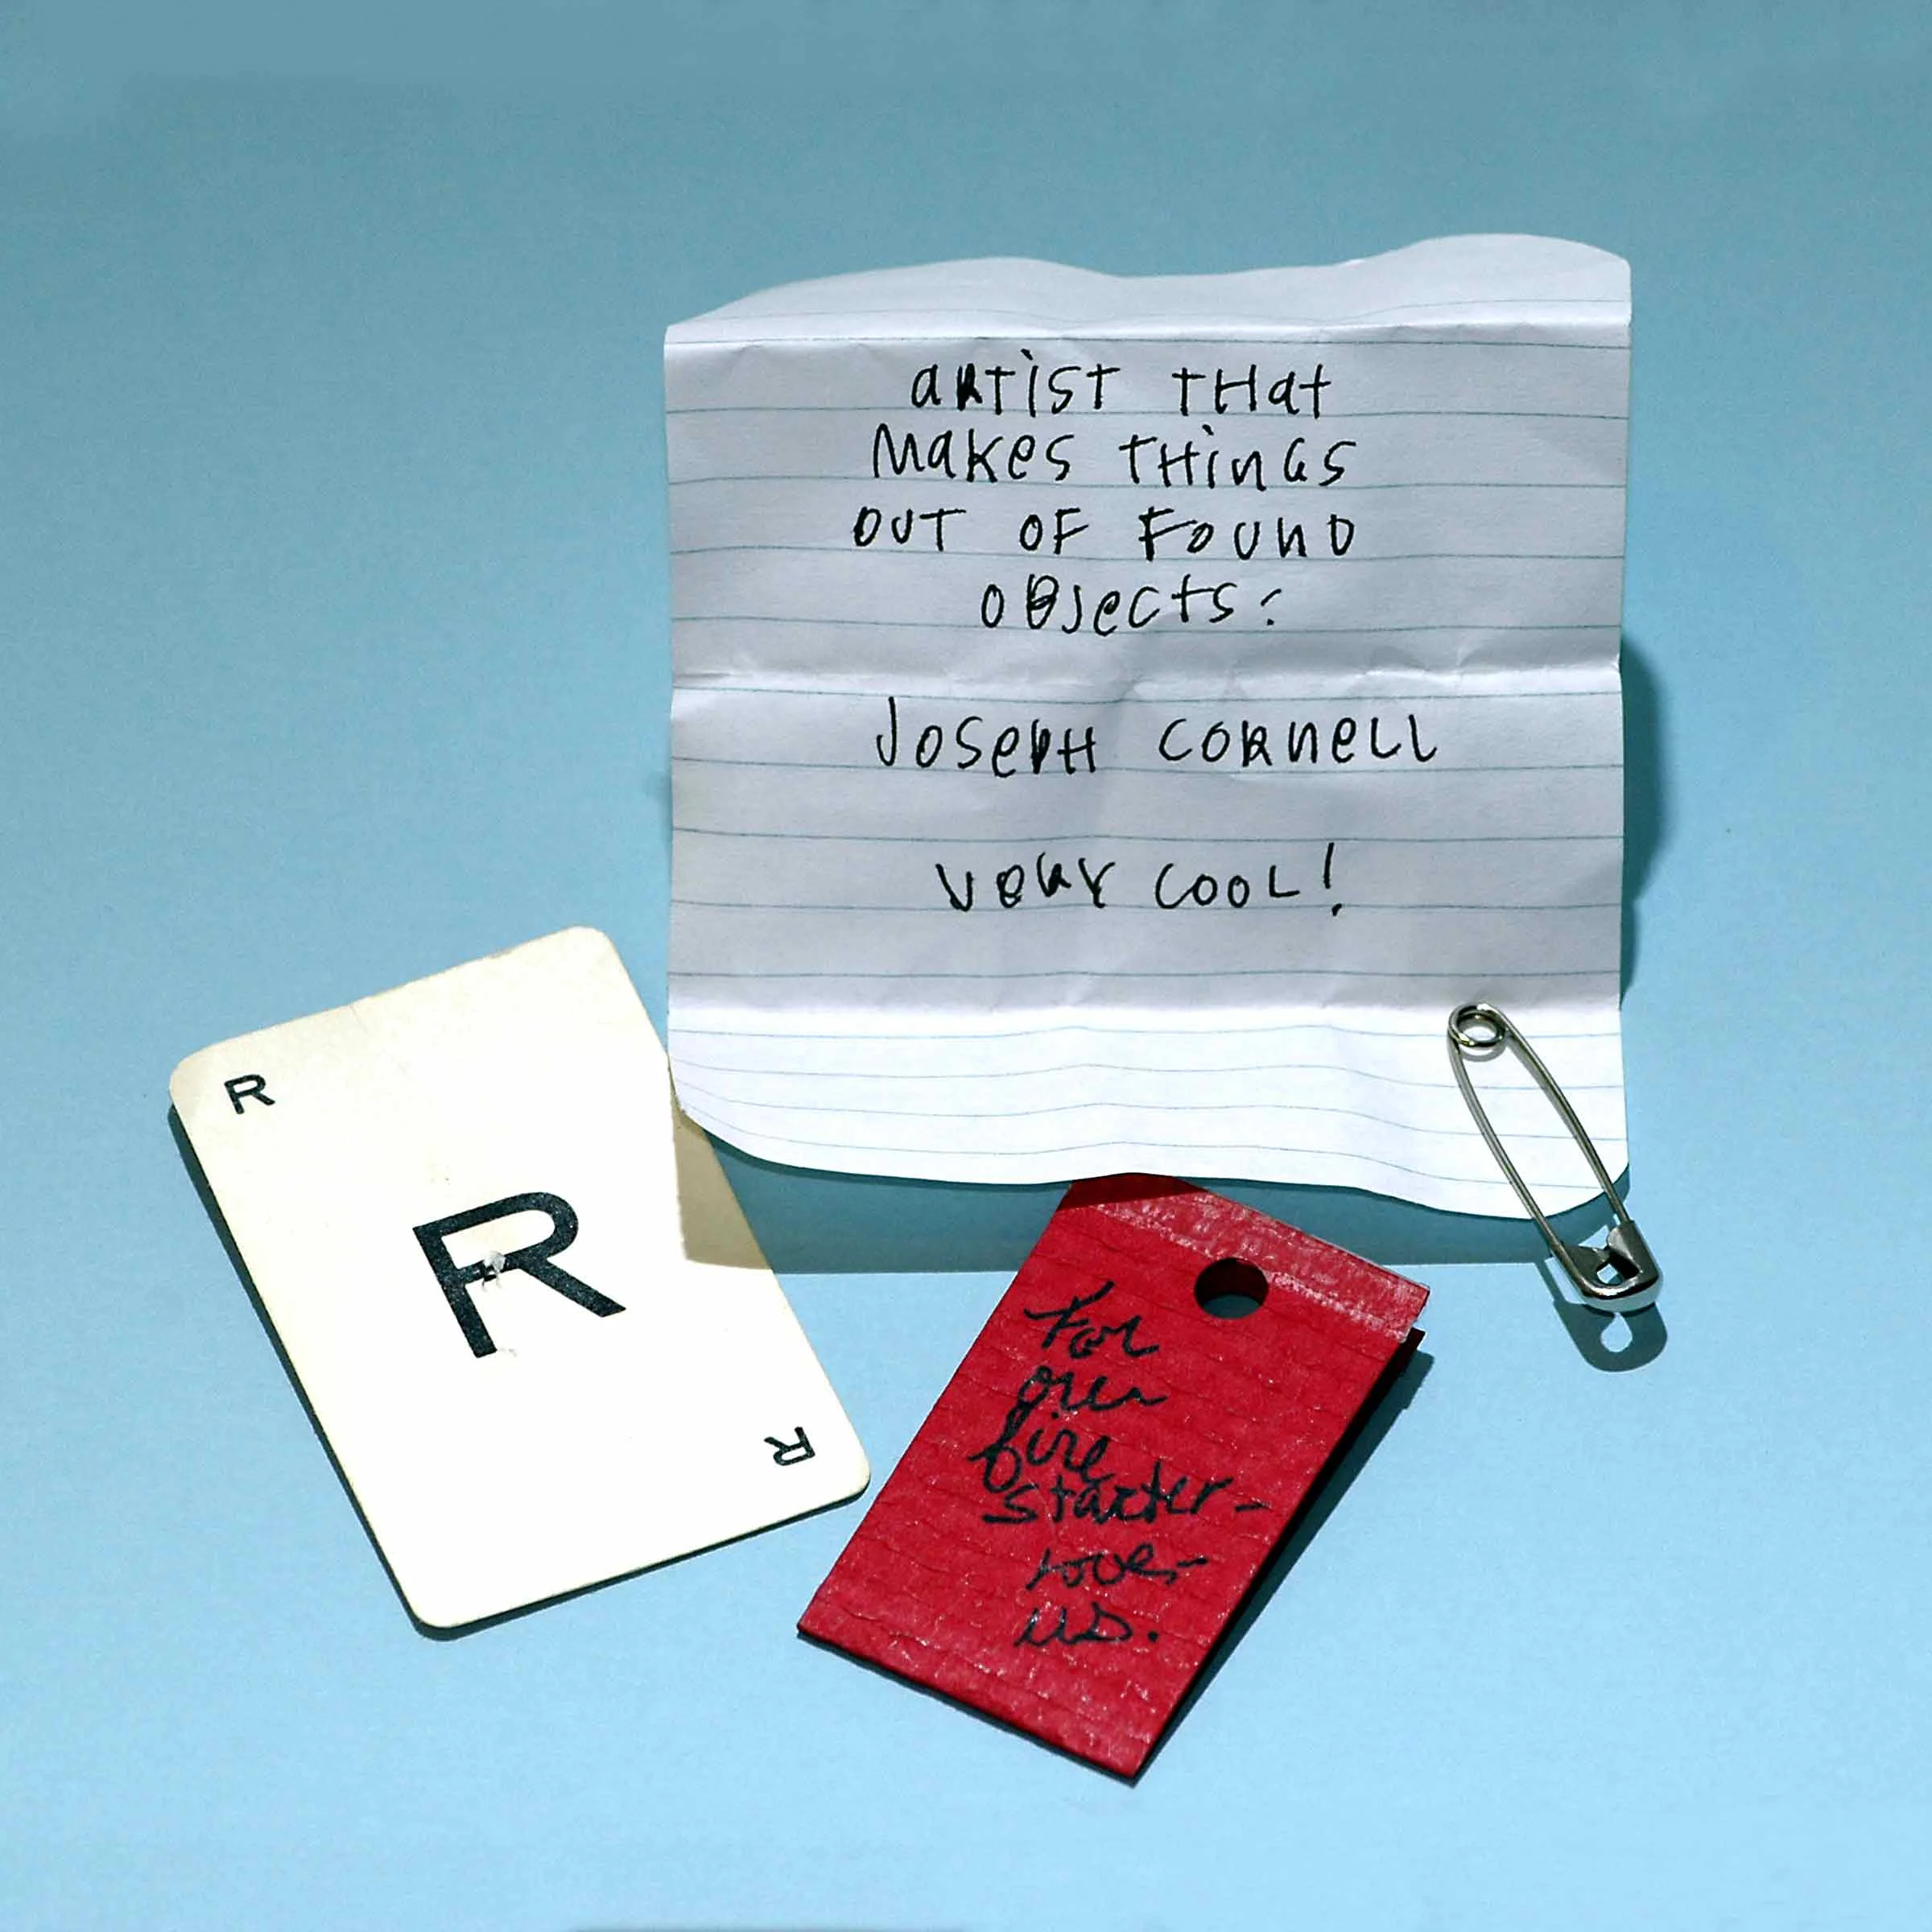 aRTiST THat
MaKes THinGS
OUT OF FOUnD
OBJects:
JOSePH CORneLL
VeRY COOL!
R
R
R
For
our
fire
starter-
love,
us.